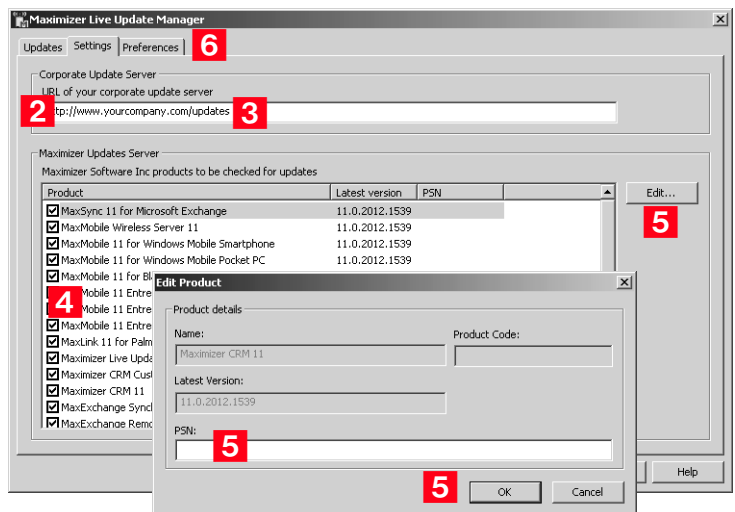 Maximizer Live Update Manager
Updates Settings Preferences 6
Corporate Update Server
URL of your corporate update server
2 tp://www.yourcompany.com/updates 3
Maximizer Updates Server
Maximizer Software Inc products to be checked for updates
Product Latest version PSN
Edit...
5
MaxSync 11 for Microsoft Exchange 11.0.2012.1539
MaxMobile Wireless Server 11 11.0.2012.1539
MaxMobile 11 for Windows Mobile Smartphone 11.0.2012.1539
MaxMobile 11 for Windows Mobile Pocket PC 11.0.2012.1539
MaxMobile 11 for Bl
4
Mobile 11 Entre
Mobile 11 Entre
MaxMobile 11 Entre
MaxLink 11 for Palm
Maximizer Live Upda
Maximizer CRM Cus
Maximizer CRM 11
MaxExchange Sync
MaxExchange Remo
Edit Product
Product details
Name: Product Code:
Maximizer CRM 11
Latest Version:
11.0.2012.1539
PSN:
5
5 OK Cancel
Help